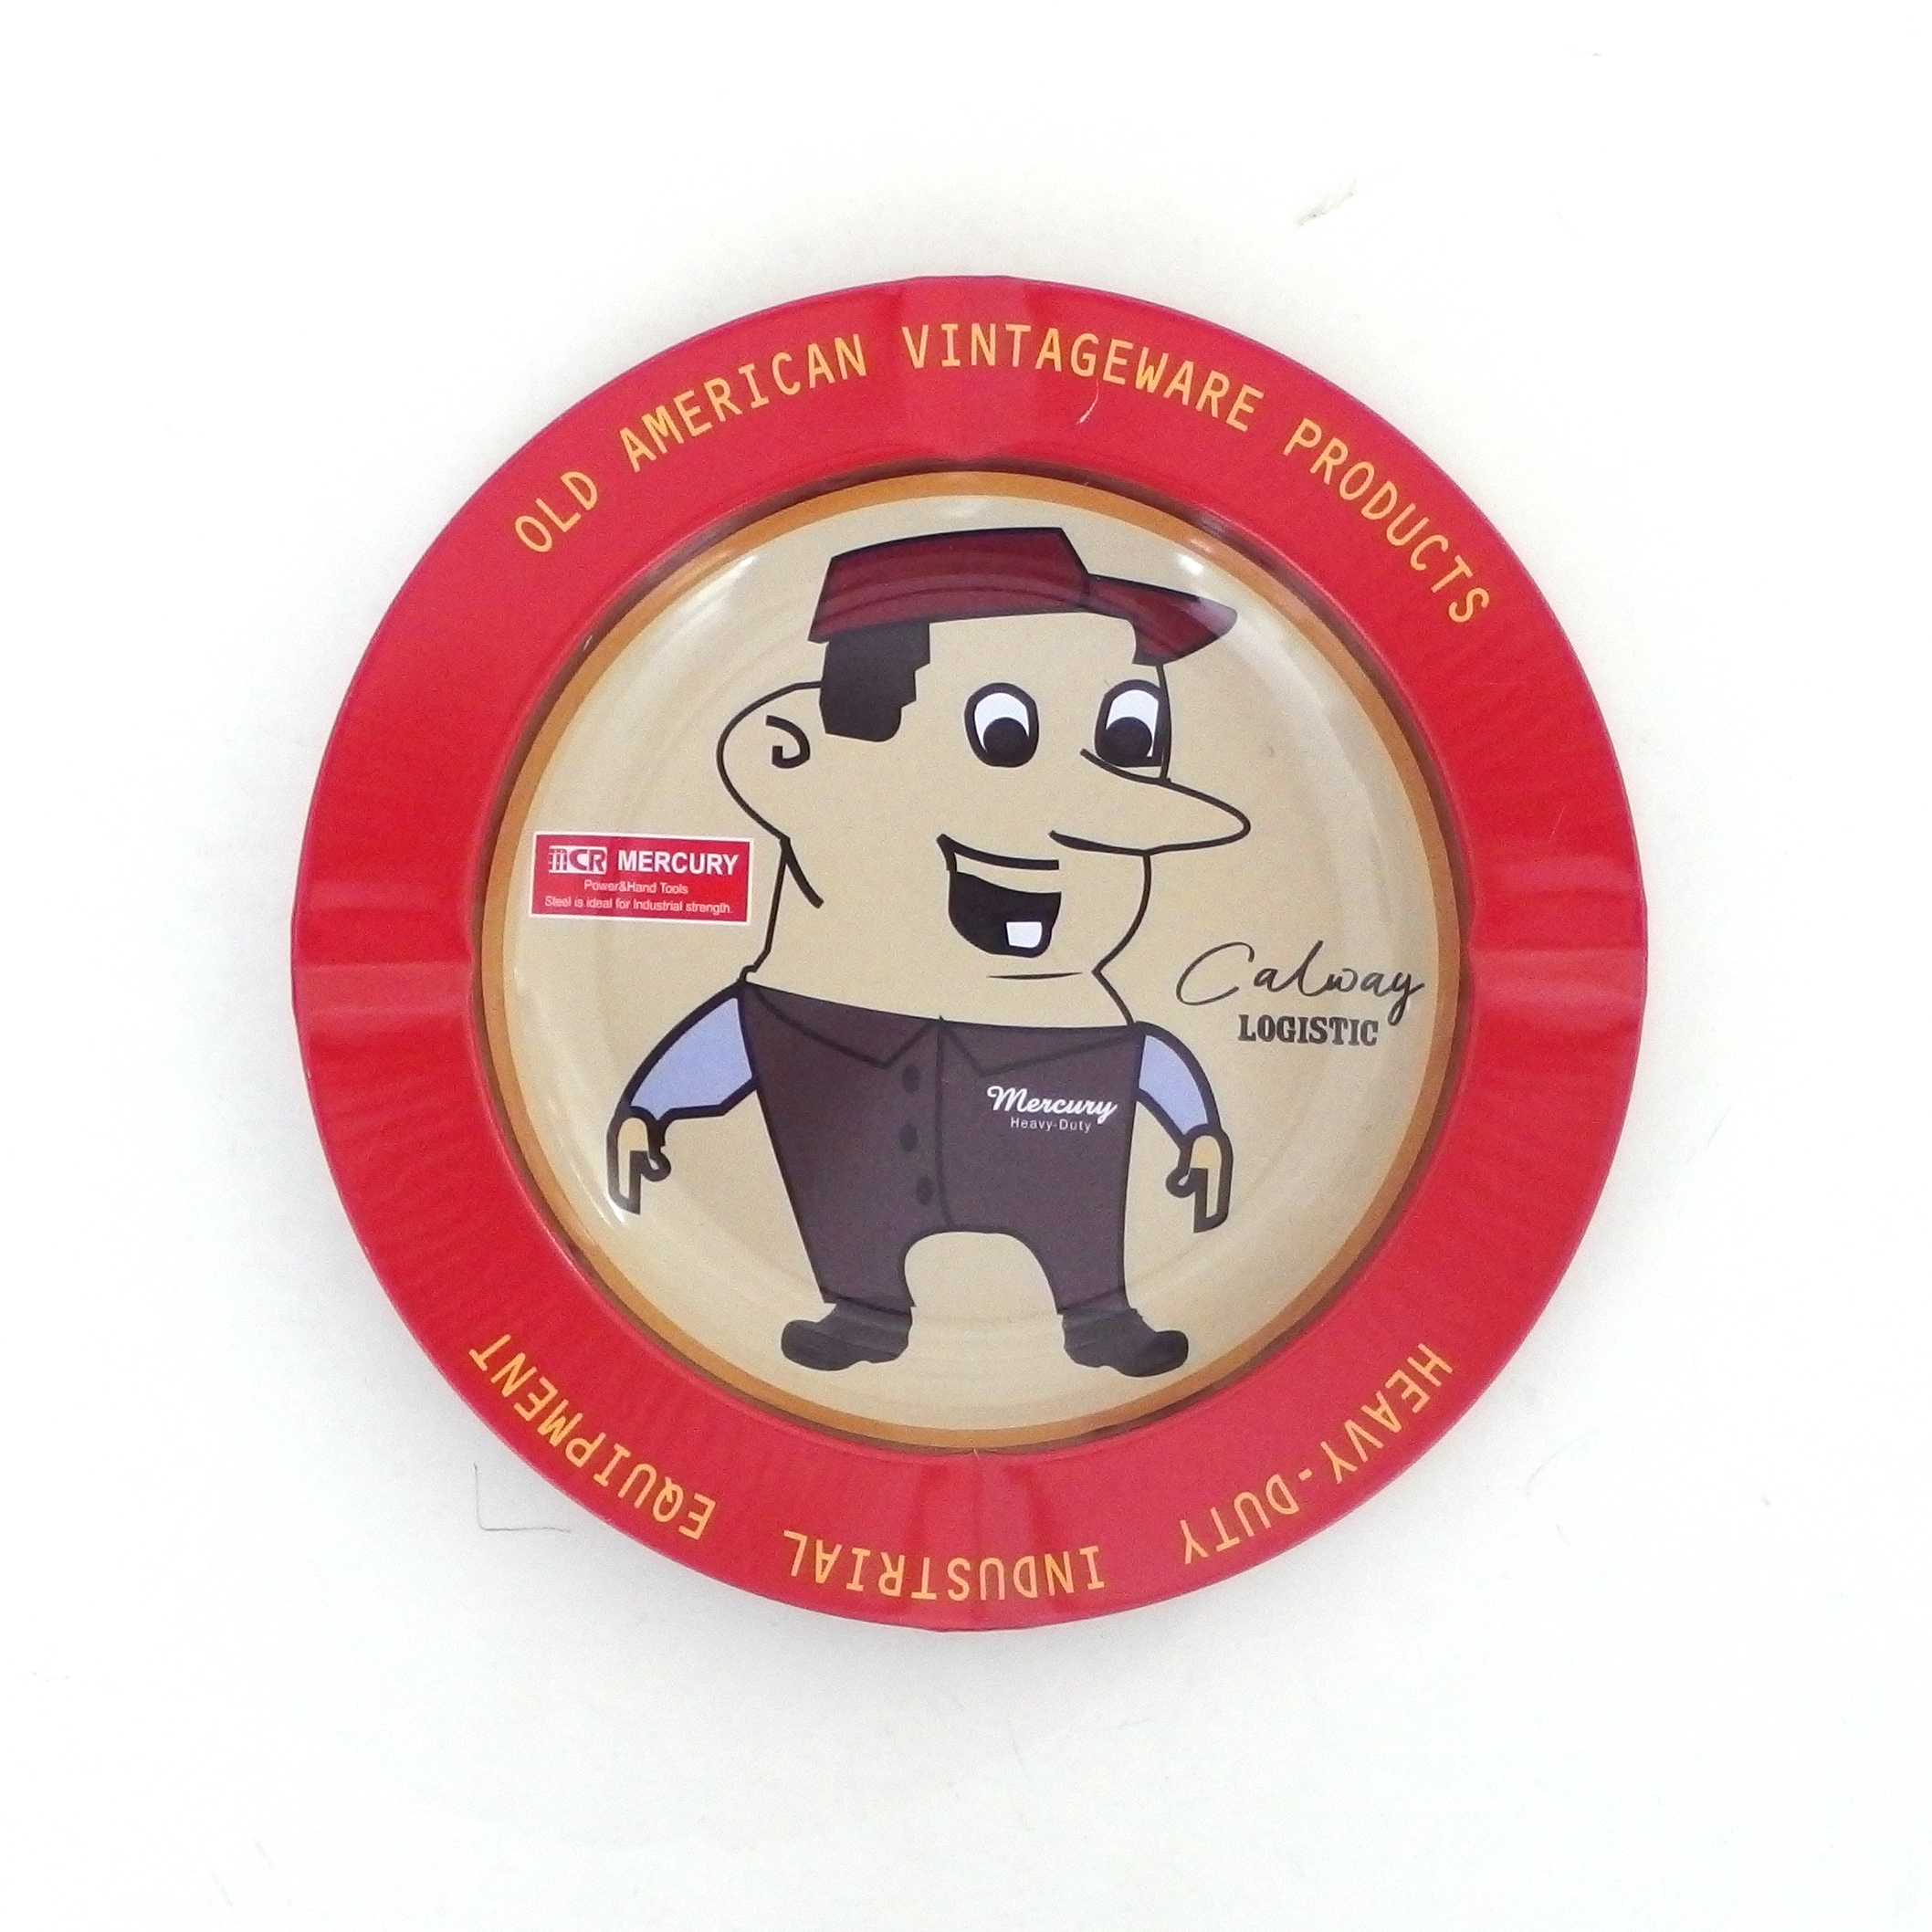 OLD AMERICAN VINTAGEWARE PRODUCTS
MCR MERCURY
Power&Hand Tools
Steel is ideal for Industrial strength.
Calway
LOGISTIC
Mercury
Heavy-Duty
HEAVY-DUTY INDUSTRIAL EQUIPMENT